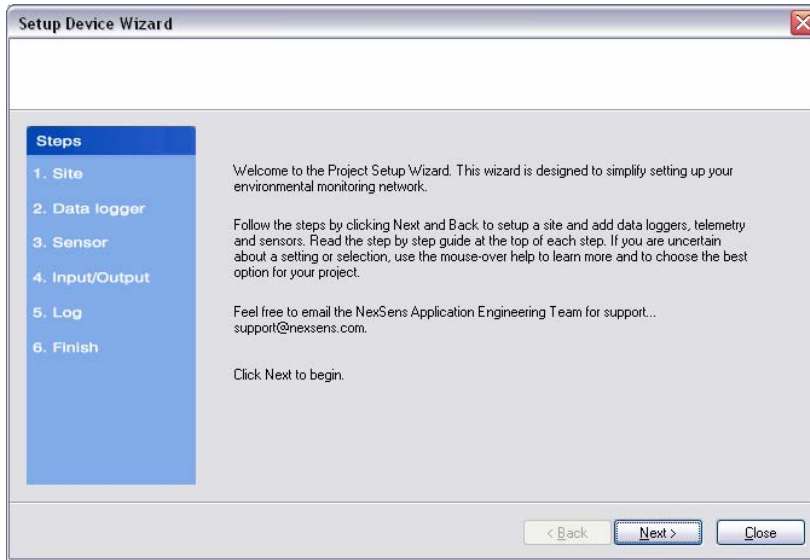 Setup Device Wizard
Steps
1. Site
2. Data logger
3. Sensor
4. Input/Output
5. Log
6. Finish
Welcome to the Project Setup Wizard. This wizard is designed to simplify setting up your
environmental monitoring network.
Follow the steps by clicking Next and Back to setup a site and add data loggers, telemetry
and sensors. Read the step by step guide at the top of each step. If you are uncertain
about a setting or selection, use the mouse-over help to learn more and to choose the best
option for your project.
Feel free to email the NexSens Application Engineering Team for support...
support@nexsens.com.
Click Next to begin.
< Back
Next >
Close